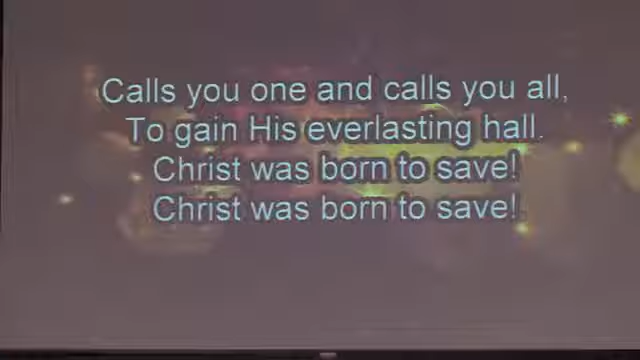 Calls you one and calls you all,
To gain His everlasting hall.
Christ was born to save!
Christ was born to save!